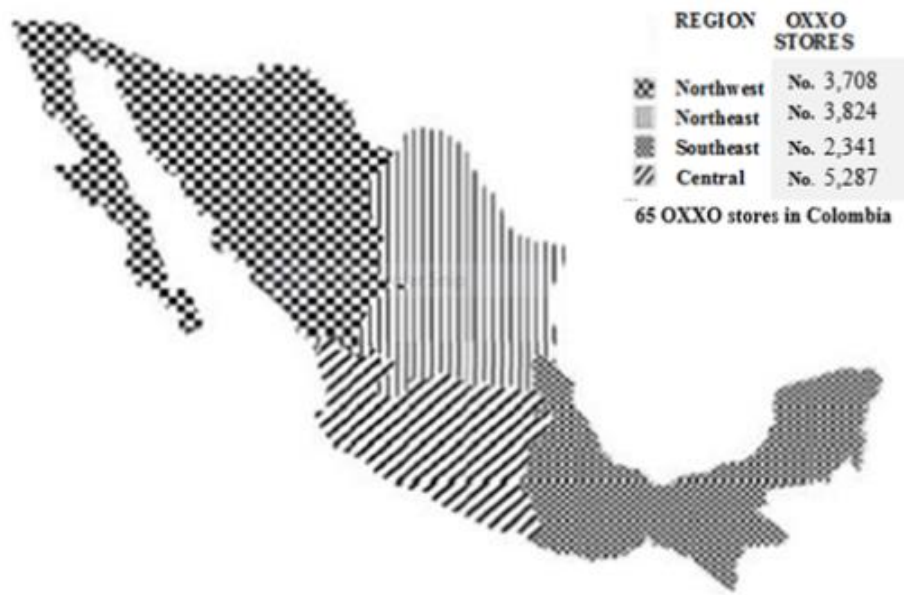 REGION OXXO STORES
Northwest No. 3,708
Northeast No. 3,824
Southeast No. 2,341
Central No. 5,287
65 OXXO stores in Colombia